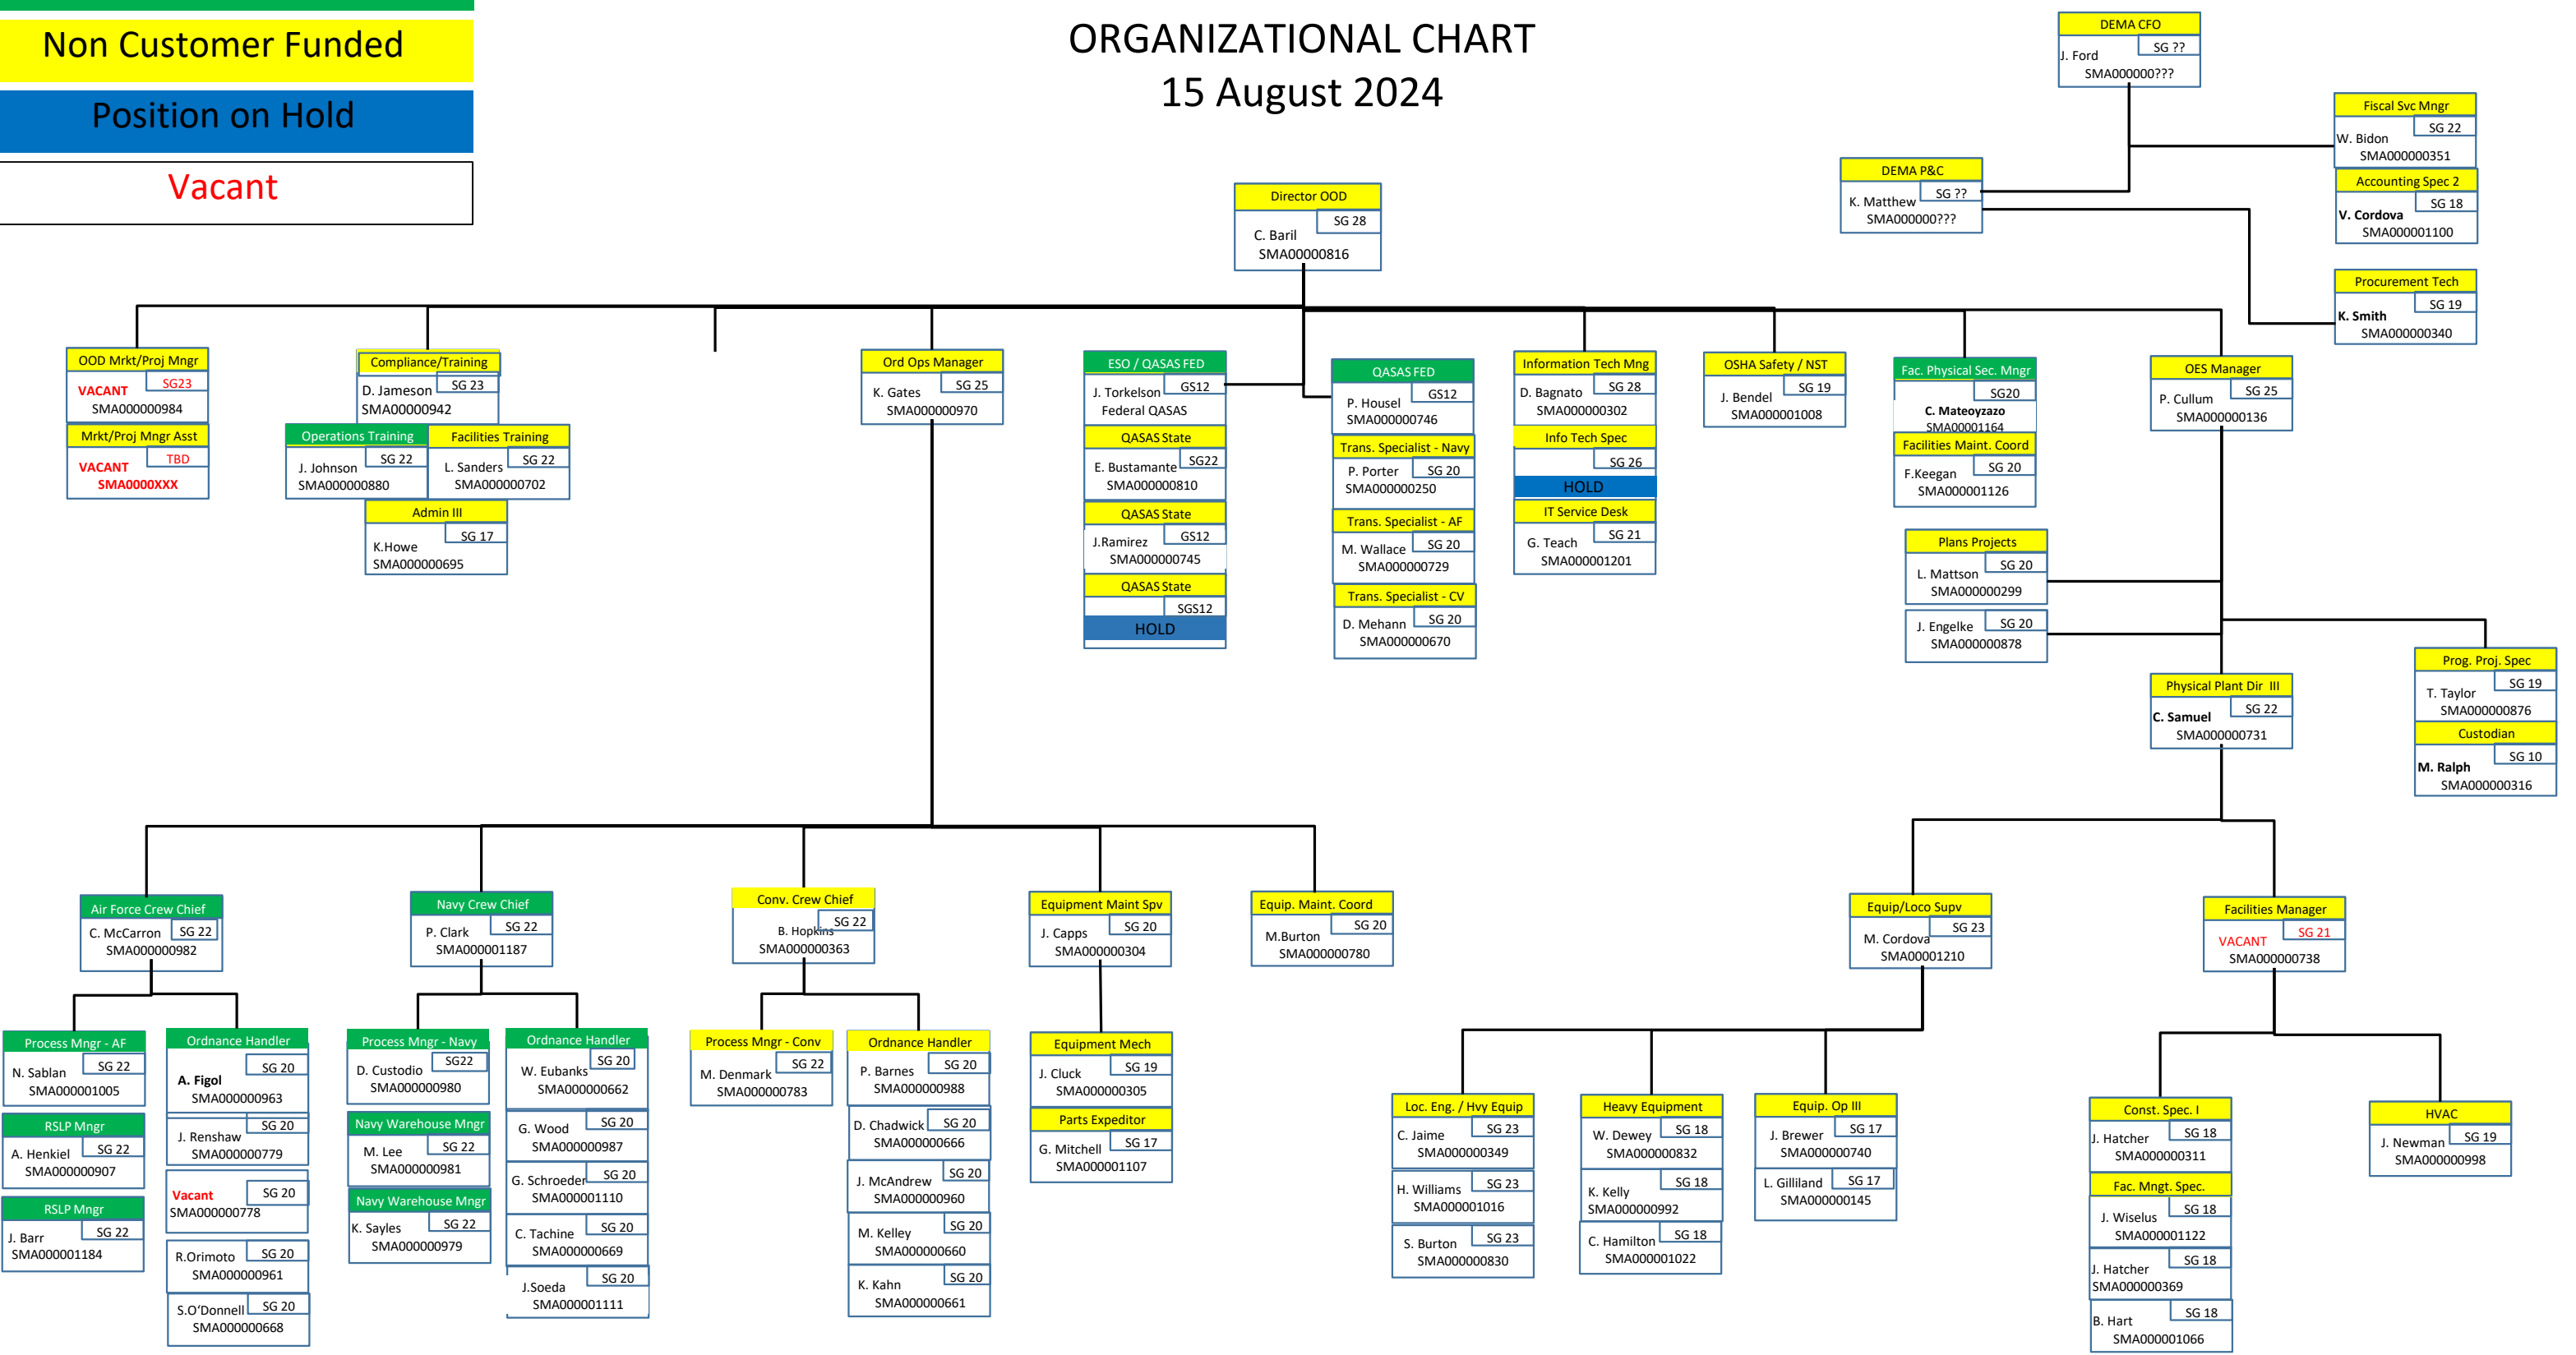 Non Customer Funded
Position on Hold
Vacant
ORGANIZATIONAL CHART
15 August 2024
DEMA CFO
SG ??
J. Ford
SMA000000???
Fiscal Svc Mngr
SG 22
W. Bidon
SMA000000351
Accounting Spec 2
SG 18
V. Cordova
SMA000001100
DEMA P&C
SG ??
K. Matthew
SMA000000???
Procurement Tech
SG 19
K. Smith
SMA000000340
Director OOD
SG 28
C. Baril
SMA00000816
OOD Mrkt/Proj Mngr
SG23
VACANT
SMA000000984
Mrkt/Proj Mngr Asst
TBD
VACANT
SMA0000XXX
Compliance/Training
SG 23
D. Jameson
SMA00000942
Operations Training
SG 22
J. Johnson
SMA000000880
Facilities Training
SG 22
L. Sanders
SMA000000702
Admin III
SG 17
K.Howe
SMA000000695
Ord Ops Manager
SG 25
K. Gates
SMA000000970
ESO / QASAS FED
GS12
J. Torkelson
Federal QASAS
QASAS State
SG22
E. Bustamante
SMA000000810
QASAS State
GS12
J.Ramirez
SMA000000745
QASAS State
SGS12
HOLD
QASAS FED
GS12
P. Housel
SMA000000746
Trans. Specialist - Navy
SG 20
P. Porter
SMA000000250
Trans. Specialist - AF
SG 20
M. Wallace
SMA000000729
Trans. Specialist - CV
SG 20
D. Mehann
SMA000000670
Information Tech Mng
SG 28
D. Bagnato
SMA000000302
Info Tech Spec
SG 26
HOLD
IT Service Desk
SG 21
G. Teach
SMA000001201
OSHA Safety / NST
SG 19
J. Bendel
SMA000001008
Fac. Physical Sec. Mngr
SG20
C. Mateoyzazo
SMA00001164
Facilities Maint. Coord
SG 20
F.Keegan
SMA000001126
OES Manager
SG 25
P. Cullum
SMA000000136
Plans Projects
SG 20
L. Mattson
SMA000000299
SG 20
J. Engelke
SMA000000878
Prog. Proj. Spec
SG 19
T. Taylor
SMA000000876
Custodian
SG 10
M. Ralph
SMA000000316
Physical Plant Dir III
SG 22
C. Samuel
SMA000000731
Air Force Crew Chief
SG 22
C. McCarron
SMA000000982
Navy Crew Chief
SG 22
P. Clark
SMA000001187
Conv. Crew Chief
SG 22
B. Hopkins
SMA000000363
Equipment Maint Spv
SG 20
J. Capps
SMA000000304
Equip. Maint. Coord
SG 20
M.Burton
SMA000000780
Equip/Loco Supv
SG 23
M. Cordova
SMA00001210
Facilities Manager
SG 21
VACANT
SMA000000738
Process Mngr - AF
SG 22
N. Sablan
SMA000001005
RSLP Mngr
SG 22
A. Henkiel
SMA000000907
RSLP Mngr
SG 22
J. Barr
SMA000001184
Ordnance Handler
SG 20
A. Figol
SMA000000963
SG 20
J. Renshaw
SMA000000779
SG 20
Vacant
SMA000000778
SG 20
R.Orimoto
SMA000000961
SG 20
S.O'Donnell
SMA000000668
Process Mngr - Navy
SG22
D. Custodio
SMA000000980
Navy Warehouse Mngr
SG 22
M. Lee
SMA000000981
Navy Warehouse Mngr
SG 22
K. Sayles
SMA000000979
Ordnance Handler
SG 20
W. Eubanks
SMA000000662
SG 20
G. Wood
SMA000000987
SG 20
G. Schroeder
SMA000001110
SG 20
C. Tachine
SMA000000669
SG 20
J.Soeda
SMA000001111
Process Mngr - Conv
SG 22
M. Denmark
SMA000000783
Ordnance Handler
SG 20
P. Barnes
SMA000000988
SG 20
D. Chadwick
SMA000000666
SG 20
J. McAndrew
SMA000000960
SG 20
M. Kelley
SMA000000660
SG 20
K. Kahn
SMA000000661
Equipment Mech
SG 19
J. Cluck
SMA000000305
Parts Expeditor
SG 17
G. Mitchell
SMA000001107
Loc. Eng. / Hvy Equip
SG 23
C. Jaime
SMA000000349
SG 23
H. Williams
SMA000001016
SG 23
S. Burton
SMA000000830
Heavy Equipment
SG 18
W. Dewey
SMA000000832
SG 18
K. Kelly
SMA000000992
SG 18
C. Hamilton
SMA000001022
Equip. Op III
SG 17
J. Brewer
SMA000000740
SG 17
L. Gilliland
SMA000000145
Const. Spec. I
SG 18
J. Hatcher
SMA000000311
Fac. Mngt. Spec.
SG 18
J. Wiselus
SMA000001122
SG 18
J. Hatcher
SMA000000369
SG 18
B. Hart
SMA000001066
HVAC
SG 19
J. Newman
SMA000000998